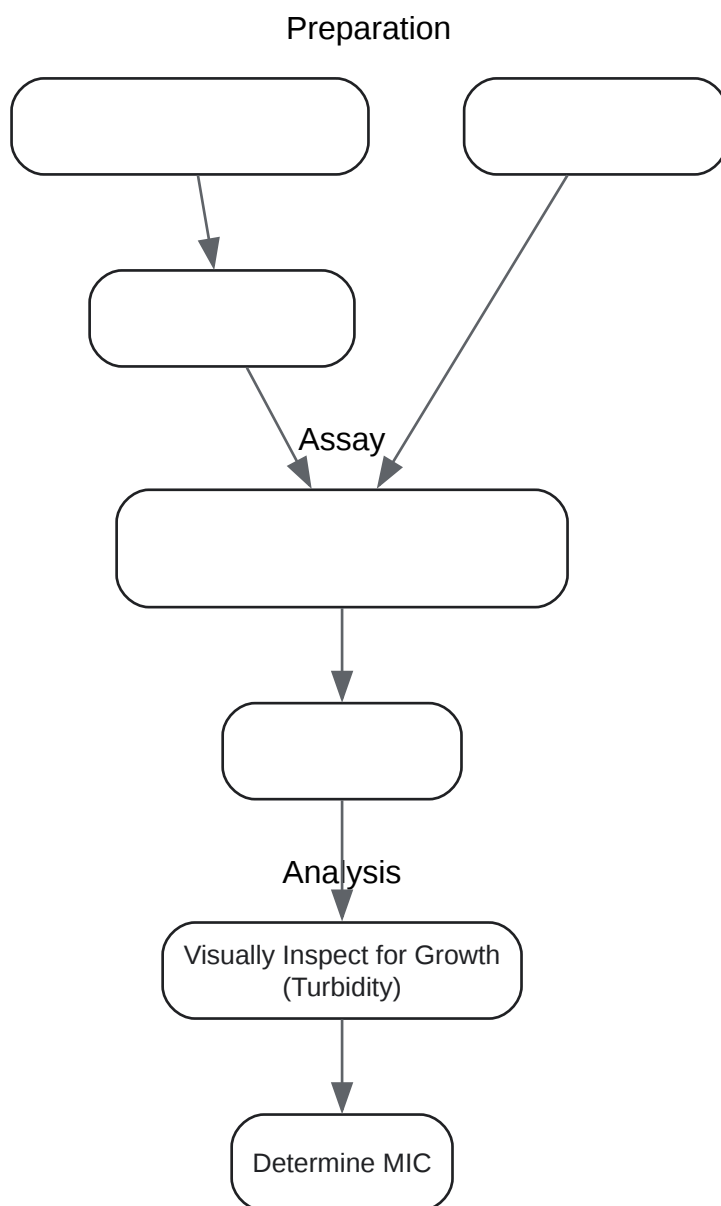 Preparation
Assay
Analysis
Visually Inspect for Growth
(Turbidity)
Determine MIC